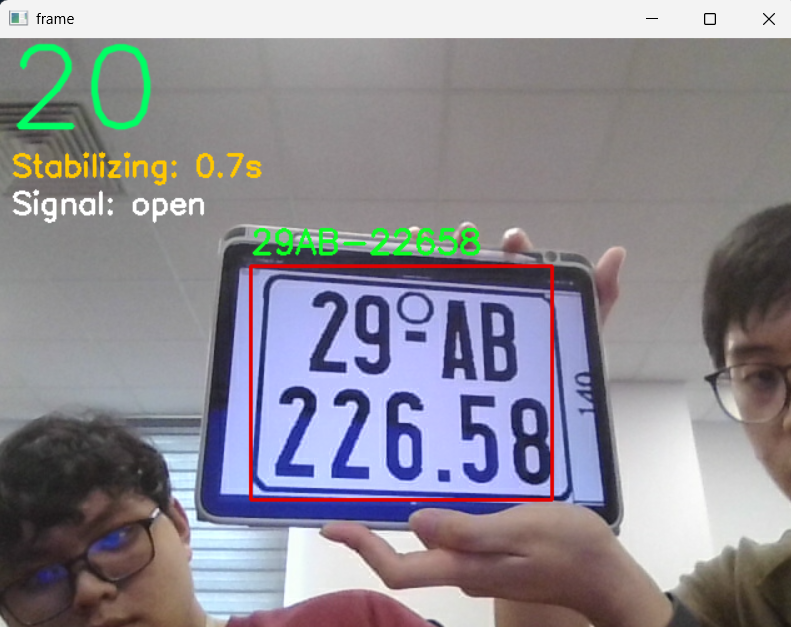 frame
20
Stabilizing: 0.7s
Signal: open
29AB-22658
29-AB
226.58
140